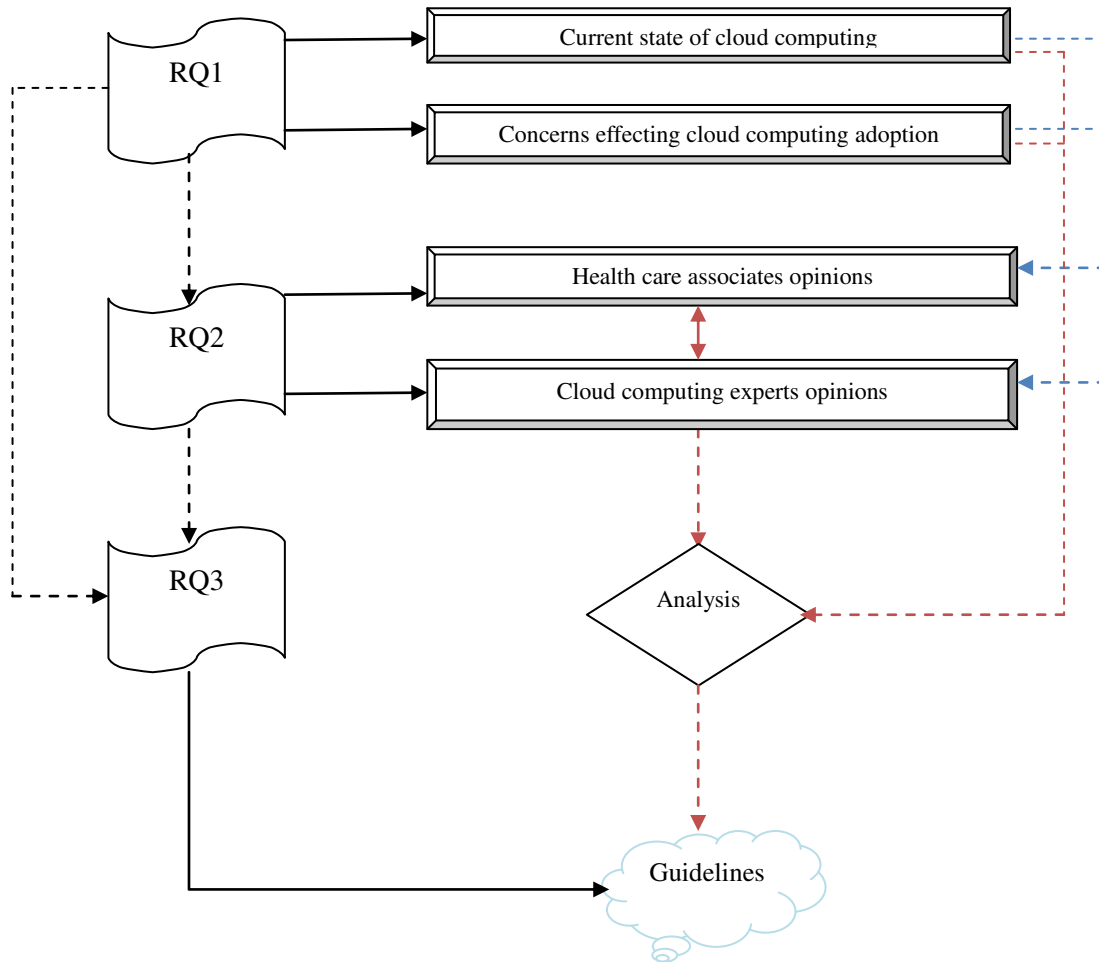 RQ1
Current state of cloud computing
Concerns effecting cloud computing adoption
RQ2
Health care associates opinions
Cloud computing experts opinions
RQ3
Analysis
Guidelines